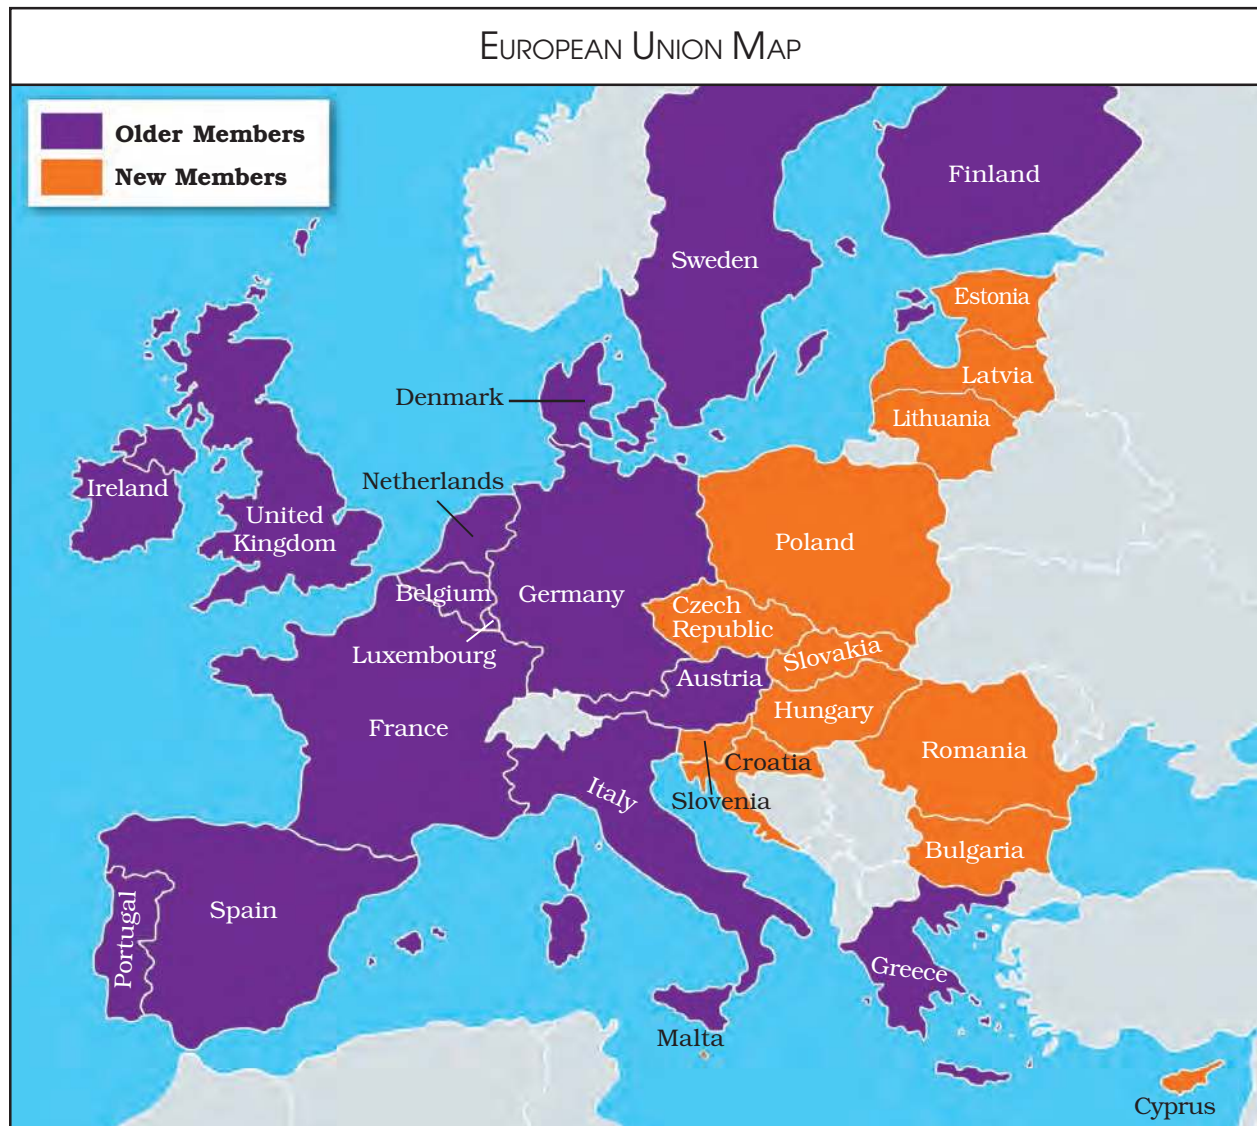 EUROPEAN UNION MAP
Older Members
New Members
Finland
Sweden
Estonia
Latvia
Lithuania
Denmark
Netherlands
Ireland
United
Kingdom
Poland
Belgium
Germany
Czech
Republic
Luxembourg
Slovakia
Austria
Hungary
France
Romania
Croatia
Italy
Slovenia
Bulgaria
Portugal
Spain
Greece
Malta
Cyprus